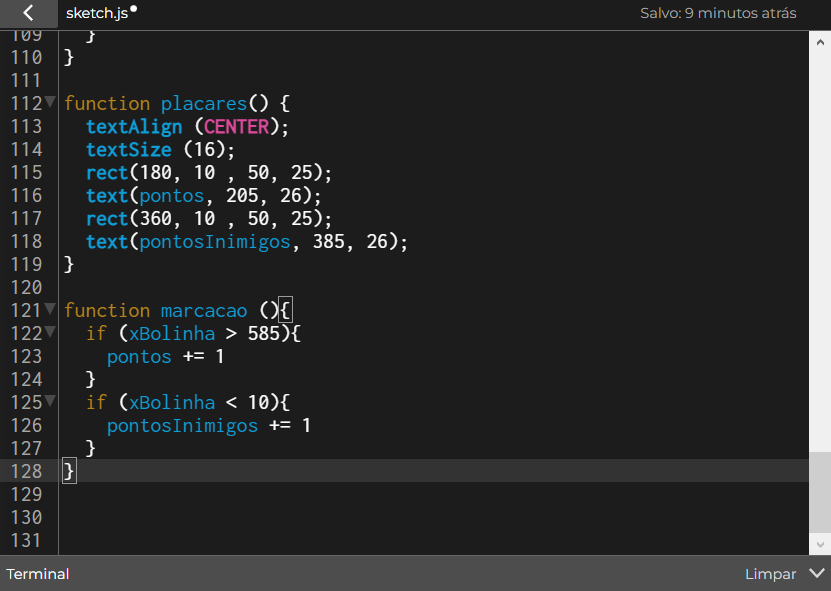 sketch.js
Salvo: 9 minutos atrás
109 }
110 }
111
112 function placares() {
113 textAlign (CENTER);
114 textSize (16);
115 rect(180, 10 , 50, 25);
116 text(pontos, 205, 26);
117 rect(360, 10 , 50, 25);
118 text(pontosInimigos, 385, 26);
119 }
120
121 function marcacao (){
122 if (xBolinha > 585){
123 pontos += 1
124 }
125 if (xBolinha < 10){
126 pontosInimigos += 1
127 }
128 }
129
130
131
Terminal
Limpar